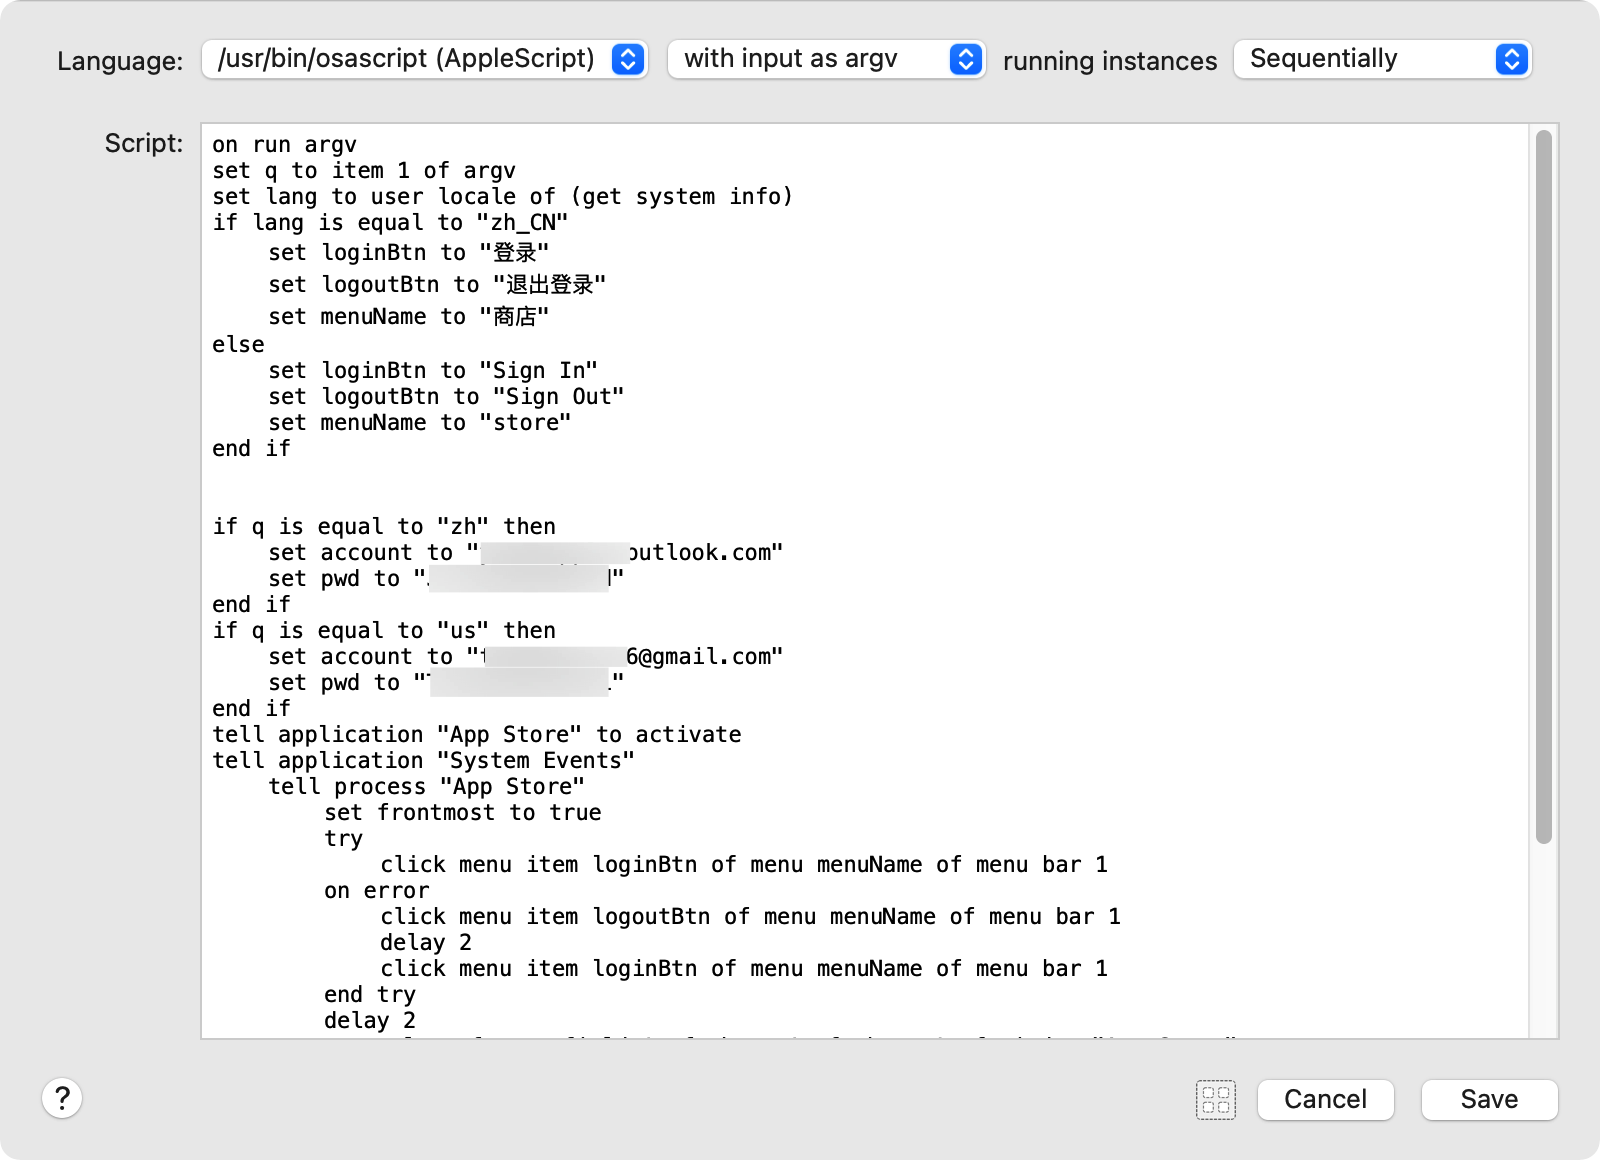 Language: /usr/bin/osascript (AppleScript) with input as argv running instances Sequentially
Script:
on run argv
set q to item 1 of argv
set lang to user locale of (get system info)
if lang is equal to "zh_CN"
set loginBtn to "登录"
set logoutBtn to "退出登录"
set menuName to "商店"
else
set loginBtn to "Sign In"
set logoutBtn to "Sign Out"
set menuName to "store"
end if
if q is equal to "zh" then
set account to "outlook.com"
set pwd to "
end if
if q is equal to "us" then
set account to "6@gmail.com"
set pwd to "
end if
tell application "App Store" to activate
tell application "System Events"
tell process "App Store"
set frontmost to true
try
click menu item loginBtn of menu menuName of menu bar 1
on error
click menu item logoutBtn of menu menuName of menu bar 1
delay 2
click menu item loginBtn of menu menuName of menu bar 1
end try
delay 2
?
Cancel
Save